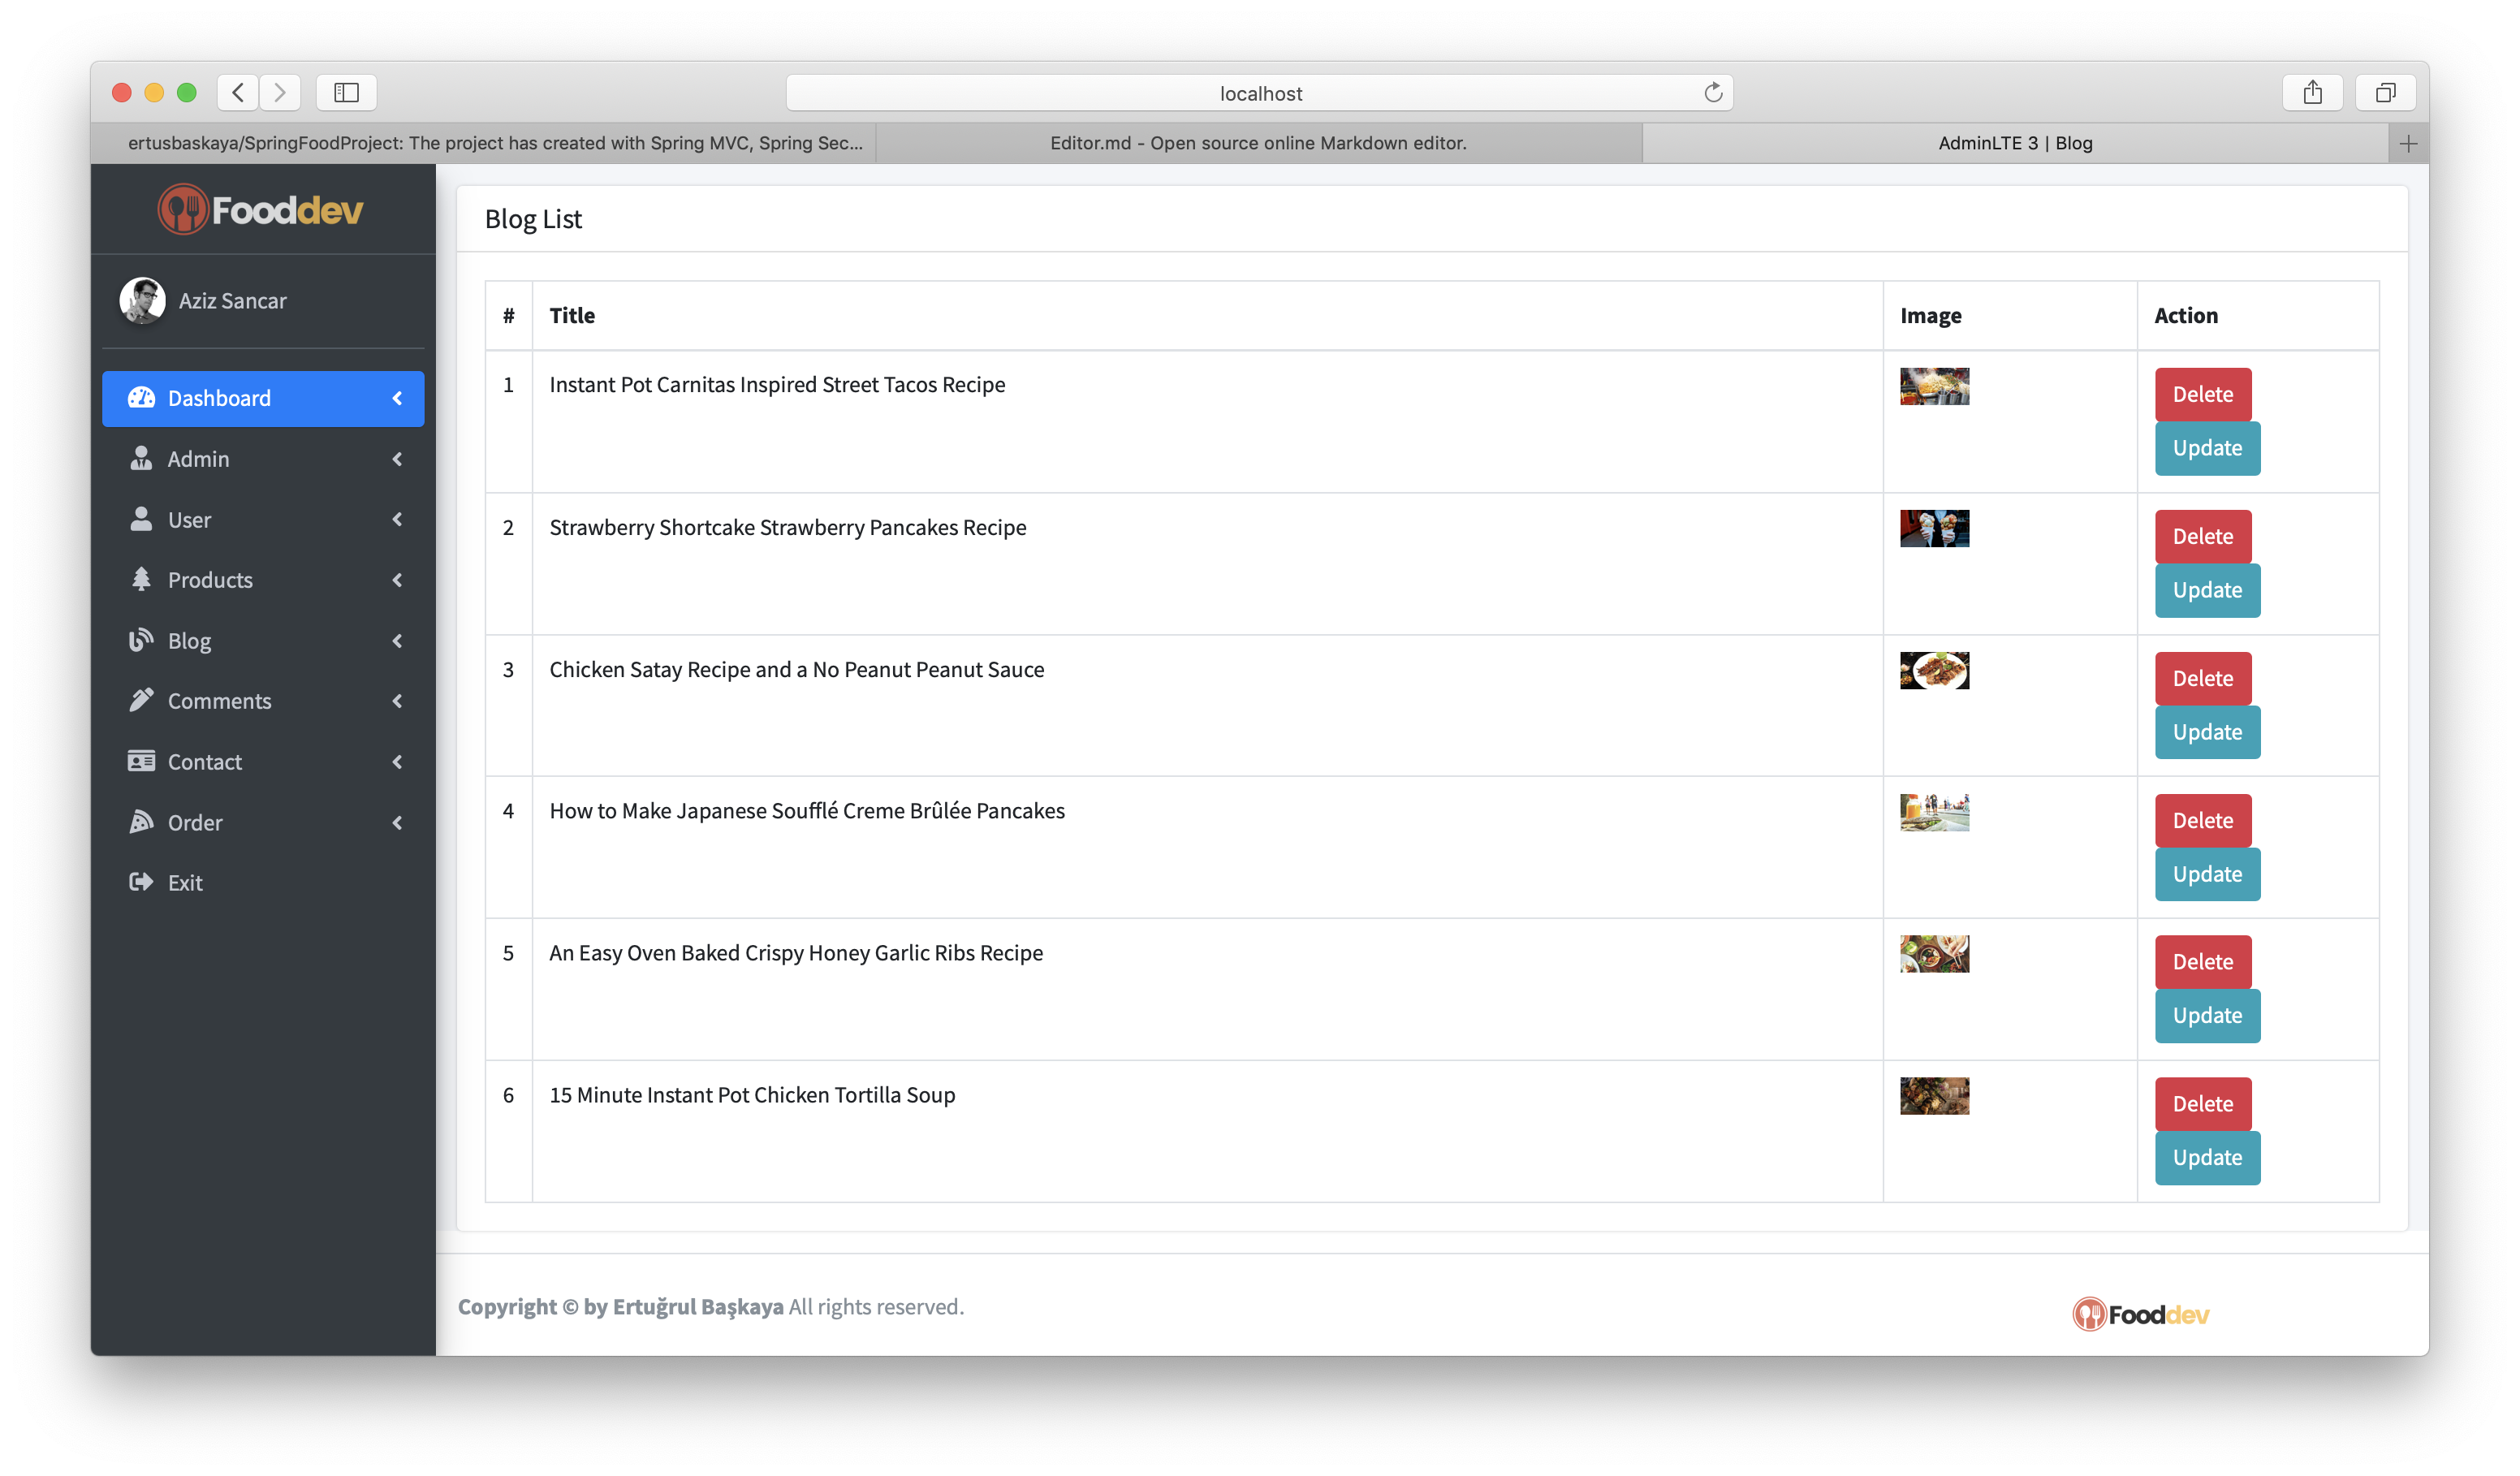 localhost
ertusbaskaya/SpringFoodProject: The project has created with Spring MVC, Spring Sec...
Editor.md - Open source online Markdown editor.
AdminLTE 3 | Blog
Fooddev
Aziz Sancar
Dashboard
Admin
User
Products
Blog
Comments
Contact
Order
Exit
Blog List
# Title Image Action
1 Instant Pot Carnitas Inspired Street Tacos Recipe Delete
Update
2 Strawberry Shortcake Strawberry Pancakes Recipe Delete
Update
3 Chicken Satay Recipe and a No Peanut Peanut Sauce Delete
Update
4 How to Make Japanese Soufflé Creme Brûlée Pancakes Delete
Update
5 An Easy Oven Baked Crispy Honey Garlic Ribs Recipe Delete
Update
6 15 Minute Instant Pot Chicken Tortilla Soup Delete
Update
Copyright © by Ertuğrul Başkaya All rights reserved.
Fooddev